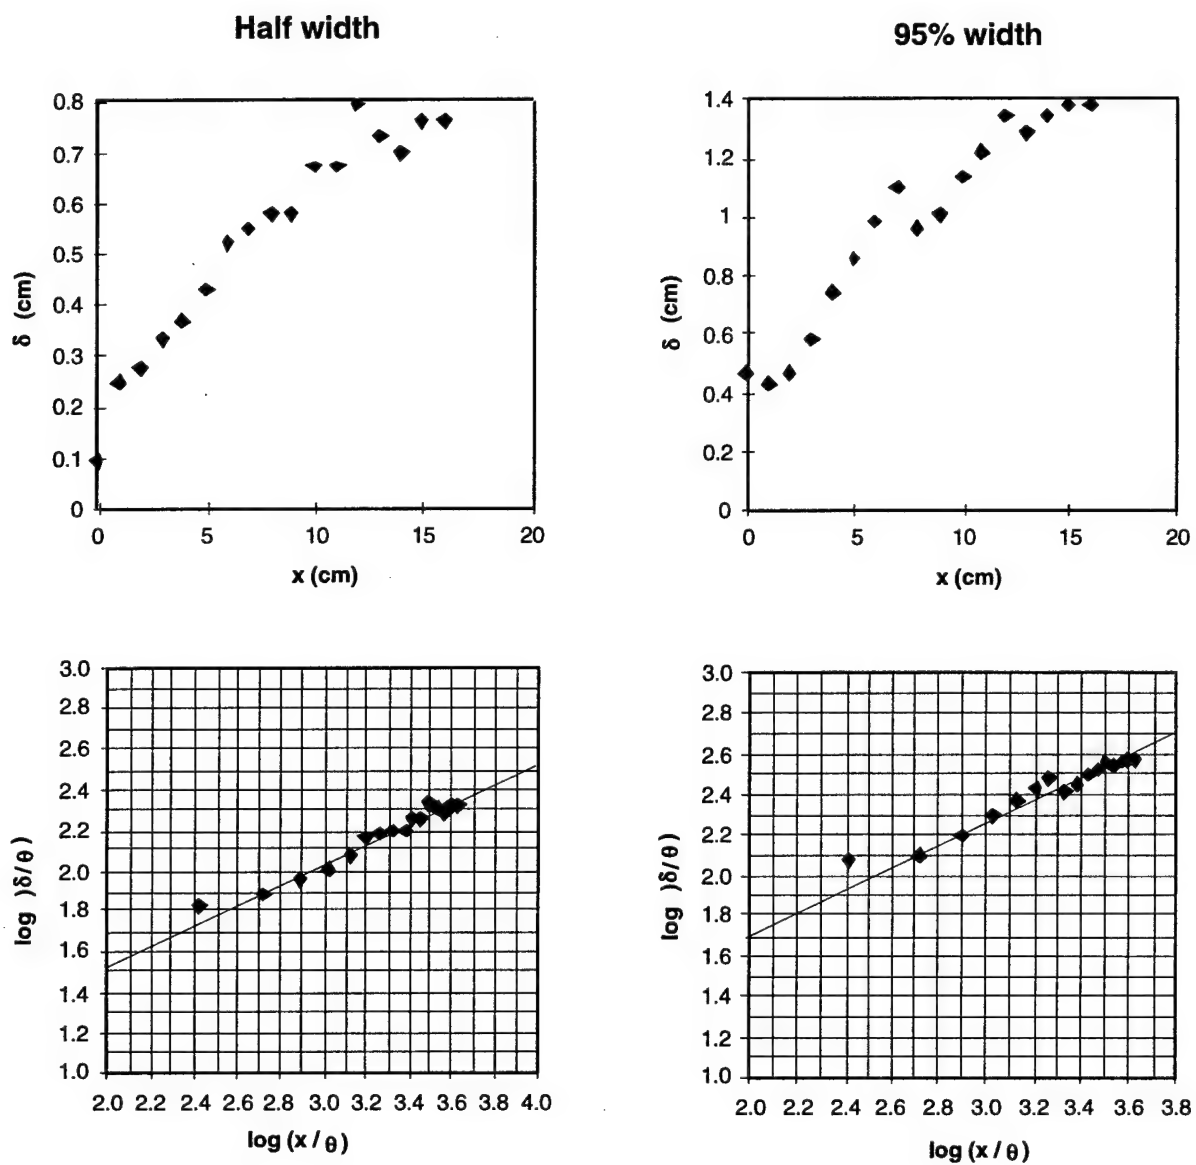 Half width
0.8
0.7
0.6
0.5
0.4
0.3
0.2
0.1
0
δ (cm)
0 5 10 15 20
x (cm)
95% width
1.4
1.2
1
0.8
0.6
0.4
0.2
0
δ (cm)
0 5 10 15 20
x (cm)
3.0
2.8
2.6
2.4
2.2
2.0
1.8
1.6
1.4
1.2
1.0
log )δ/θ)
2.0 2.2 2.4 2.6 2.8 3.0 3.2 3.4 3.6 3.8 4.0
log (x / θ)
3.0
2.8
2.6
2.4
2.2
2.0
1.8
1.6
1.4
1.2
1.0
log )δ/θ)
2.0 2.2 2.4 2.6 2.8 3.0 3.2 3.4 3.6 3.8
log (x / θ)